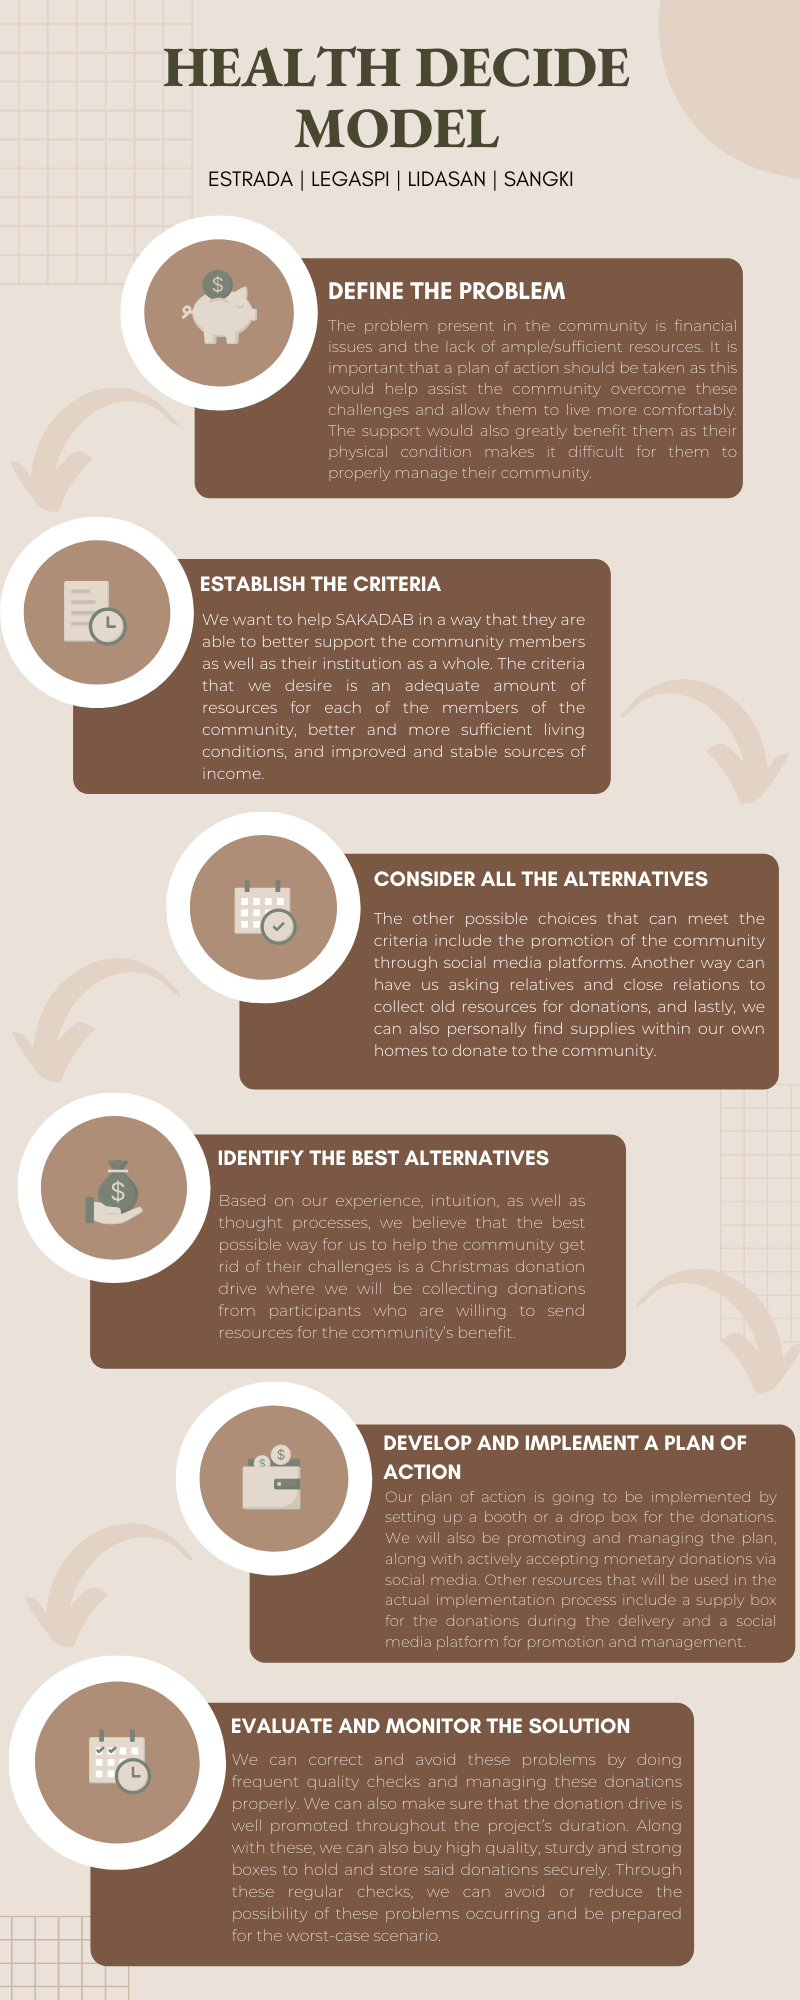 HEALTH DECIDE
MODEL
ESTRADA | LEGASPI | LIDASAN | SANGKI
$
DEFINE THE PROBLEM
The problem present in the community is financial
issues and the lack of ample/sufficient resources. It is
important that a plan of action should be taken as this
would help assist the community overcome these
challenges and allow them to live more comfortably.
The support would also greatly benefit them as their
physical condition makes it difficult for them to
properly manage their community.
ESTABLISH THE CRITERIA
We want to help SAKADAB in a way that they are
able to better support the community members
as well as their institution as a whole. The criteria
that we desire is an adequate amount of
resources for each of the members of the
community, better and more sufficient living
conditions, and improved and stable sources of
income.
CONSIDER ALL THE ALTERNATIVES
The other possible choices that can meet the
criteria include the promotion of the community
through social media platforms. Another way can
have us asking relatives and close relations to
collect old resources for donations, and lastly, we
can also personally find supplies within our own
homes to donate to the community.
IDENTIFY THE BEST ALTERNATIVES
$
Based on our experience, intuition, as well as
thought processes, we believe that the best
possible way for us to help the community get
rid of their challenges is a Christmas donation
drive where we will be collecting donations
from participants who are willing to send
resources for the community's benefit.
DEVELOP AND IMPLEMENT A PLAN OF
ACTION
$
$
Our plan of action is going to be implemented by
setting up a booth or a drop box for the donations.
We will also be promoting and managing the plan,
along with actively accepting monetary donations via
social media. Other resources that will be used in the
actual implementation process include a supply box
for the donations during the delivery and a social
media platform for promotion and management.
EVALUATE AND MONITOR THE SOLUTION
We can correct and avoid these problems by doing
frequent quality checks and managing these donations
properly. We can also make sure that the donation drive is
well promoted throughout the project's duration. Along
with these, we can also buy high quality, sturdy and strong
boxes to hold and store said donations securely. Through
these regular checks, we can avoid or reduce the
possibility of these problems occurring and be prepared
for the worst-case scenario.